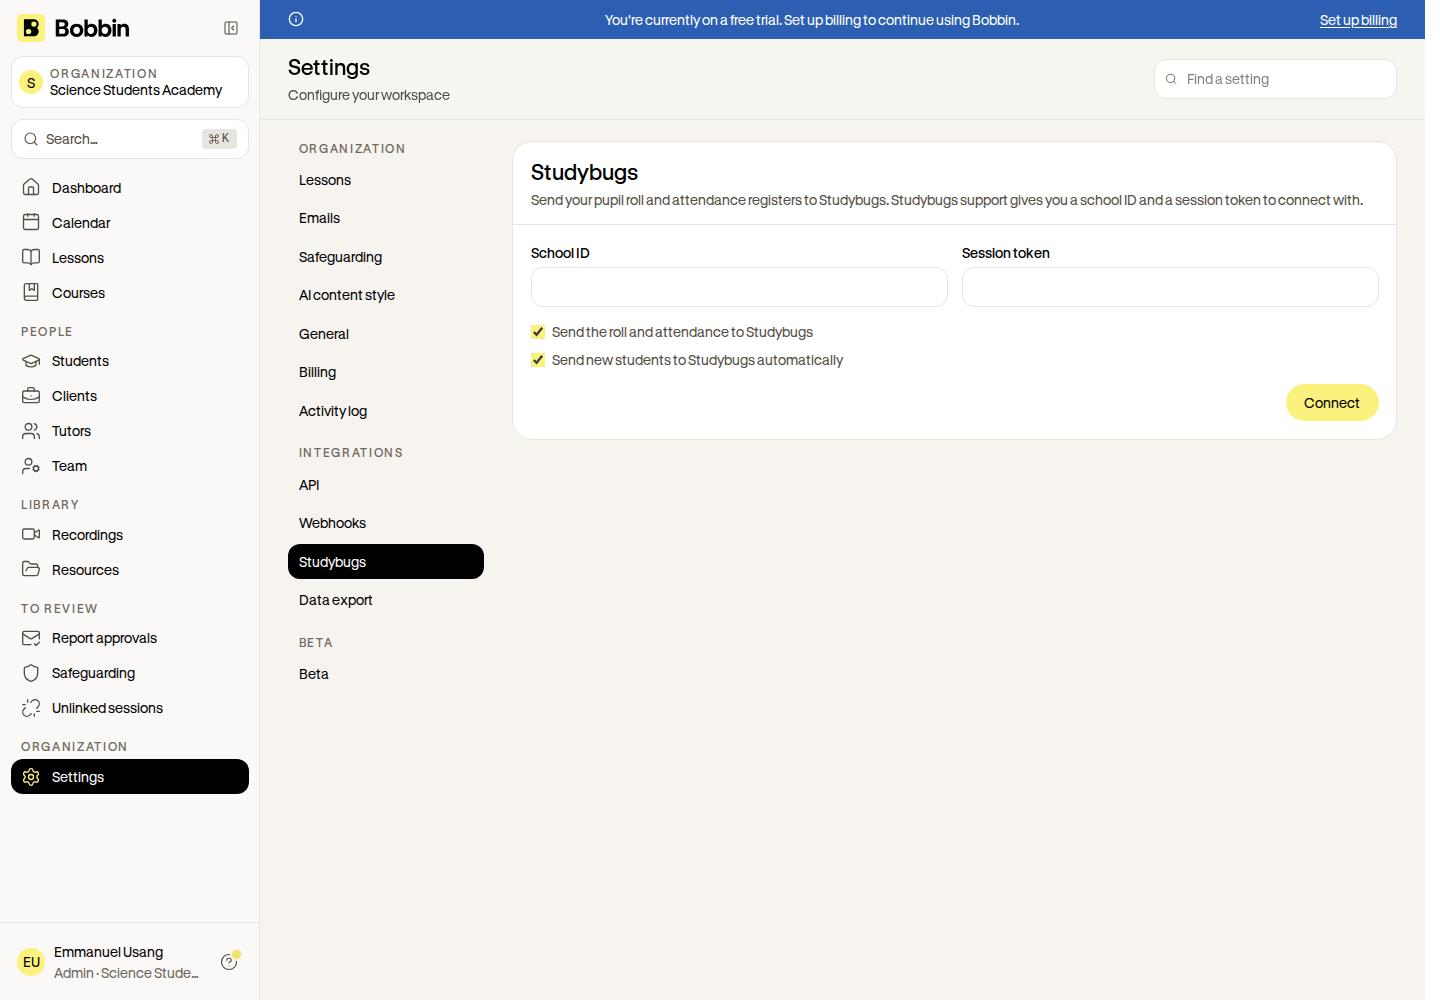 Bobbin
You're currently on a free trial. Set up billing to continue using Bobbin.
Set up billing
S
ORGANIZATION
Science Students Academy
Search...
⌘ K
Dashboard
Calendar
Lessons
Courses
PEOPLE
Students
Clients
Tutors
Team
LIBRARY
Recordings
Resources
TO REVIEW
Report approvals
Safeguarding
Unlinked sessions
ORGANIZATION
Settings
EU
Emmanuel Usang
Admin · Science Stude...
Settings
Configure your workspace
Find a setting
ORGANIZATION
Lessons
Emails
Safeguarding
AI content style
General
Billing
Activity log
INTEGRATIONS
API
Webhooks
Studybugs
Data export
BETA
Beta
Studybugs
Send your pupil roll and attendance registers to Studybugs. Studybugs support gives you a school ID and a session token to connect with.
School ID
Session token
Send the roll and attendance to Studybugs
Send new students to Studybugs automatically
Connect